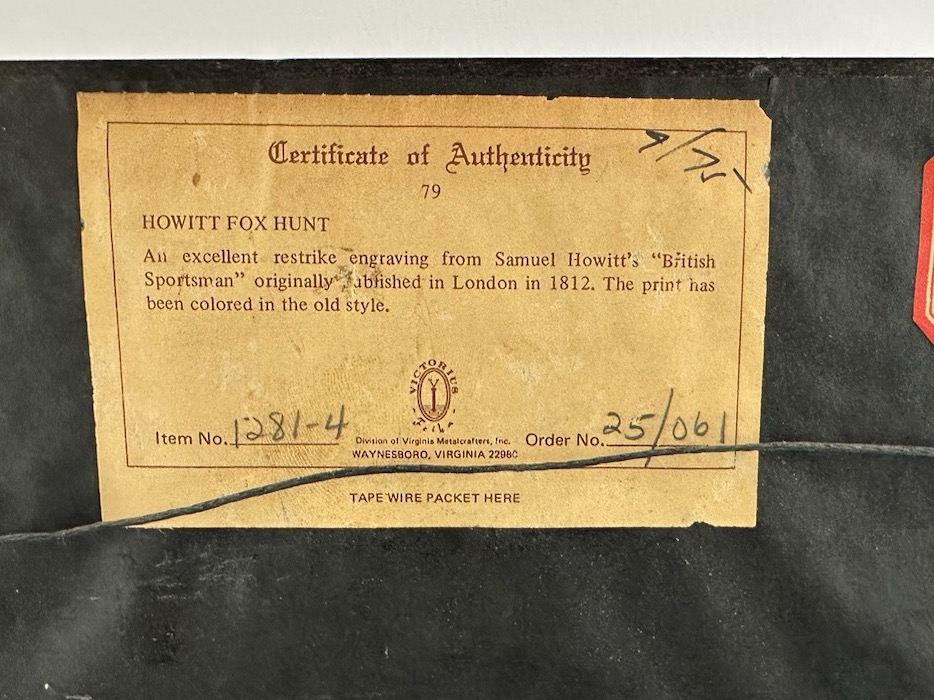 Certificate of Authenticity
79
HOWITT FOX HUNT
An excellent restrike engraving from Samuel Howitt's "British
Sportsman" originally published in London in 1812. The print has
been colored in the old style.
VICTORIUS
Item No. 1281-4
Division of Virginia Metalcrafters, Inc.
WAYNESBORO, VIRGINIA 22980
Order No. 25/061
TAPE WIRE PACKET HERE